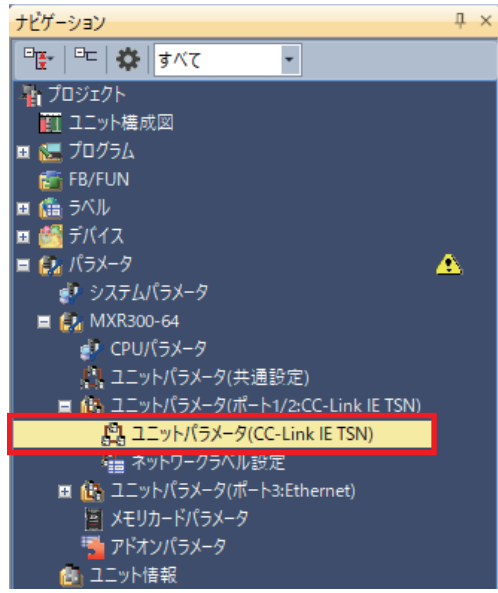 ナビゲーション
すべて
プロジェクト
ユニット構成図
プログラム
FB/FUN
ラベル
デバイス
パラメータ
システムパラメータ
MXR300-64
CPUパラメータ
ユニットパラメータ(共通設定)
ユニットパラメータ(ポート1/2:CC-Link IE TSN)
ユニットパラメータ(CC-Link IE TSN)
ネットワークラベル設定
ユニットパラメータ(ポート3:Ethernet)
メモリカードパラメータ
アドオンパラメータ
ユニット情報